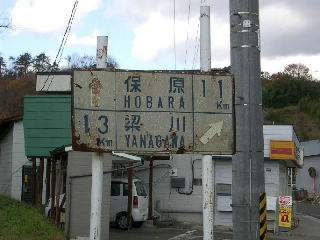 保原 11
HOBARA Km
13 梁川
Km YANAGAWA